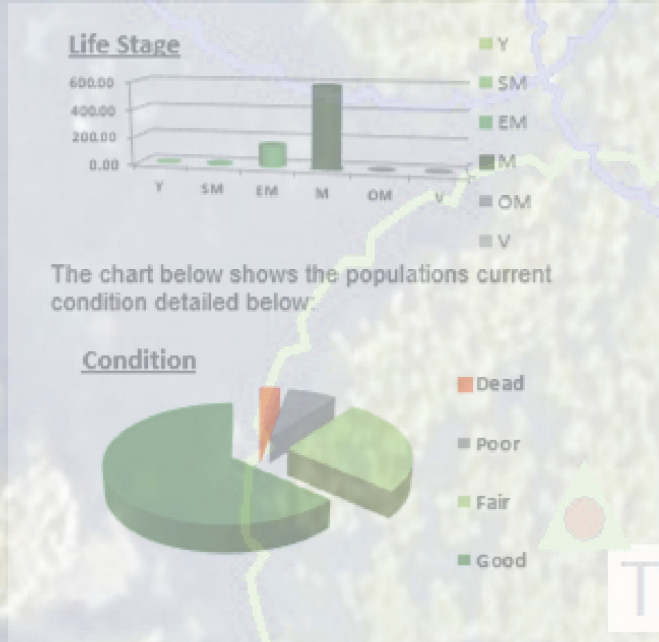 Life Stage
600.00
400.00
200.00
0.00
Y SM EM M OM V
Y
SM
EM
M
OM
V
The chart below shows the populations current
condition detailed below:
Condition
Dead
Poor
Fair
Good
T